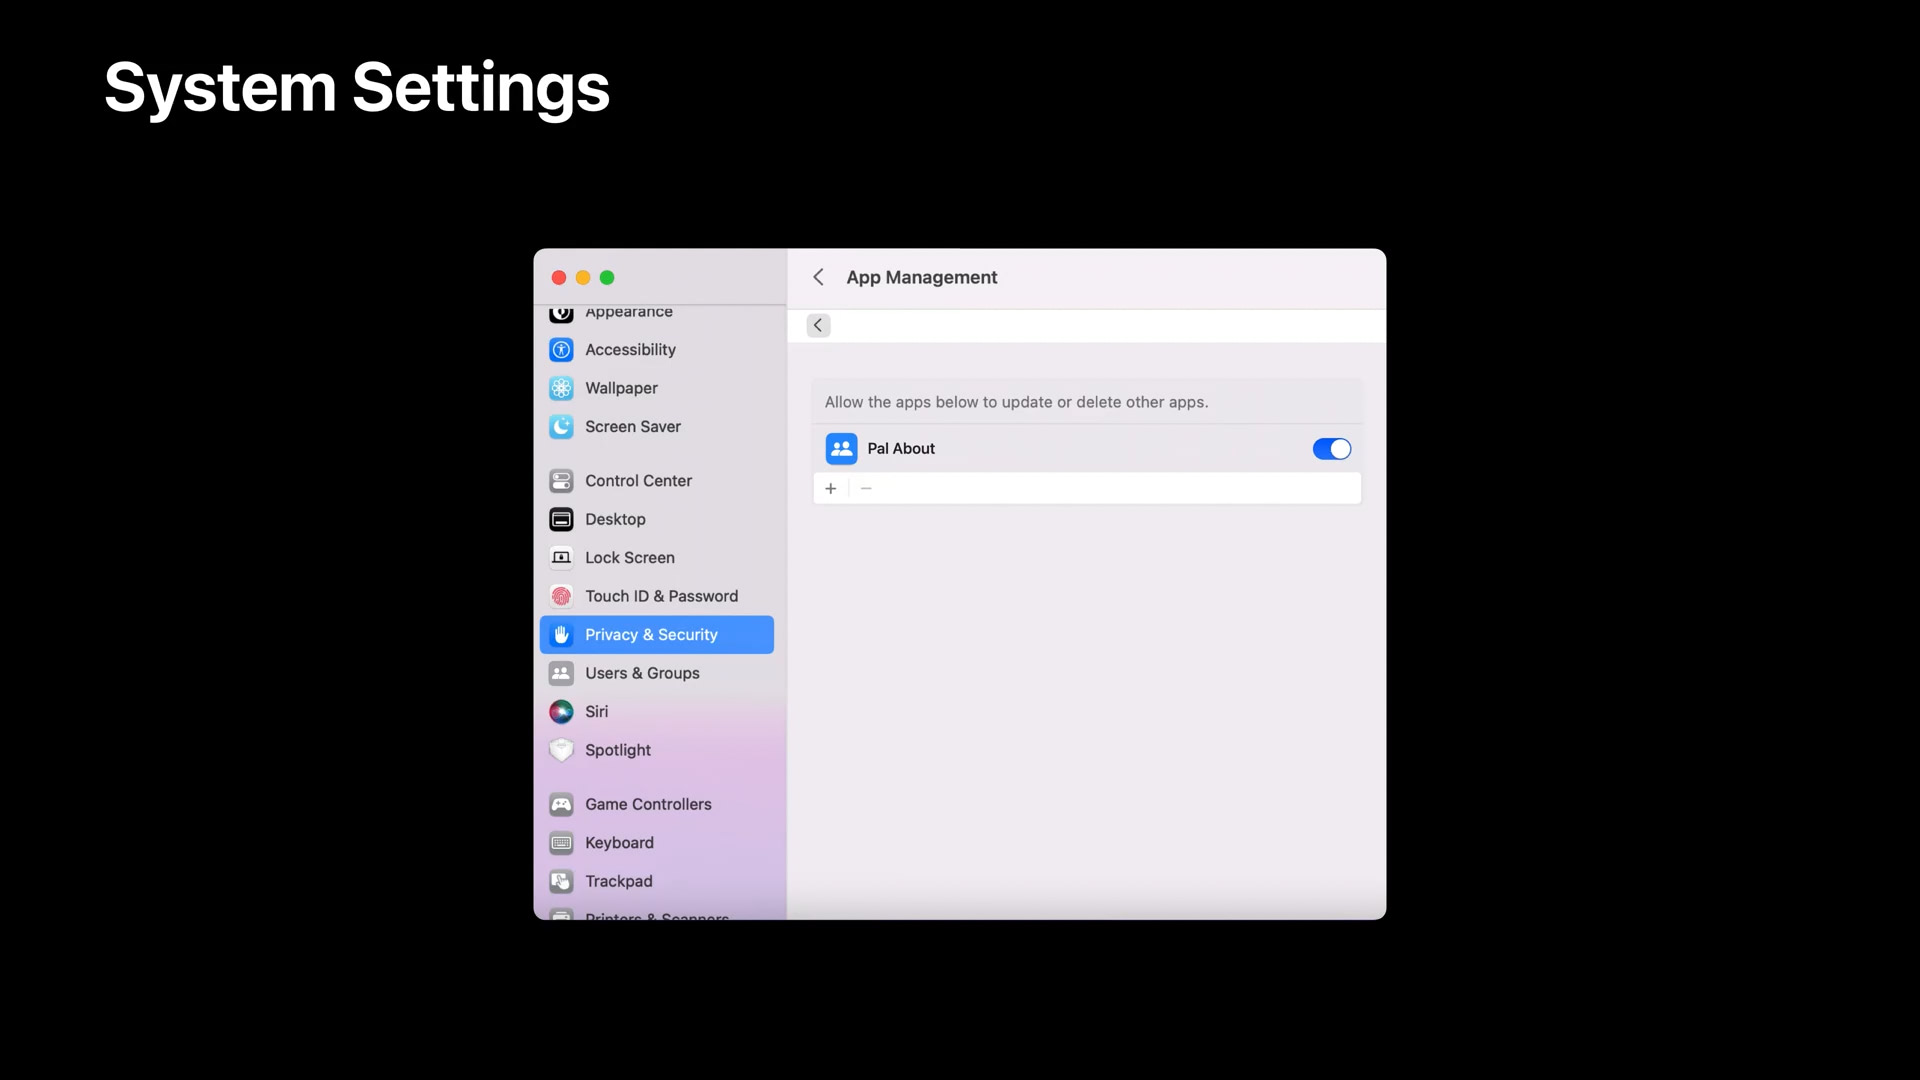 System Settings
App Management
Appearance
Accessibility
Wallpaper
Screen Saver
Control Center
Desktop
Lock Screen
Touch ID & Password
Privacy & Security
Users & Groups
Siri
Spotlight
Game Controllers
Keyboard
Trackpad
Printers & Scanners
Allow the apps below to update or delete other apps.
Pal About